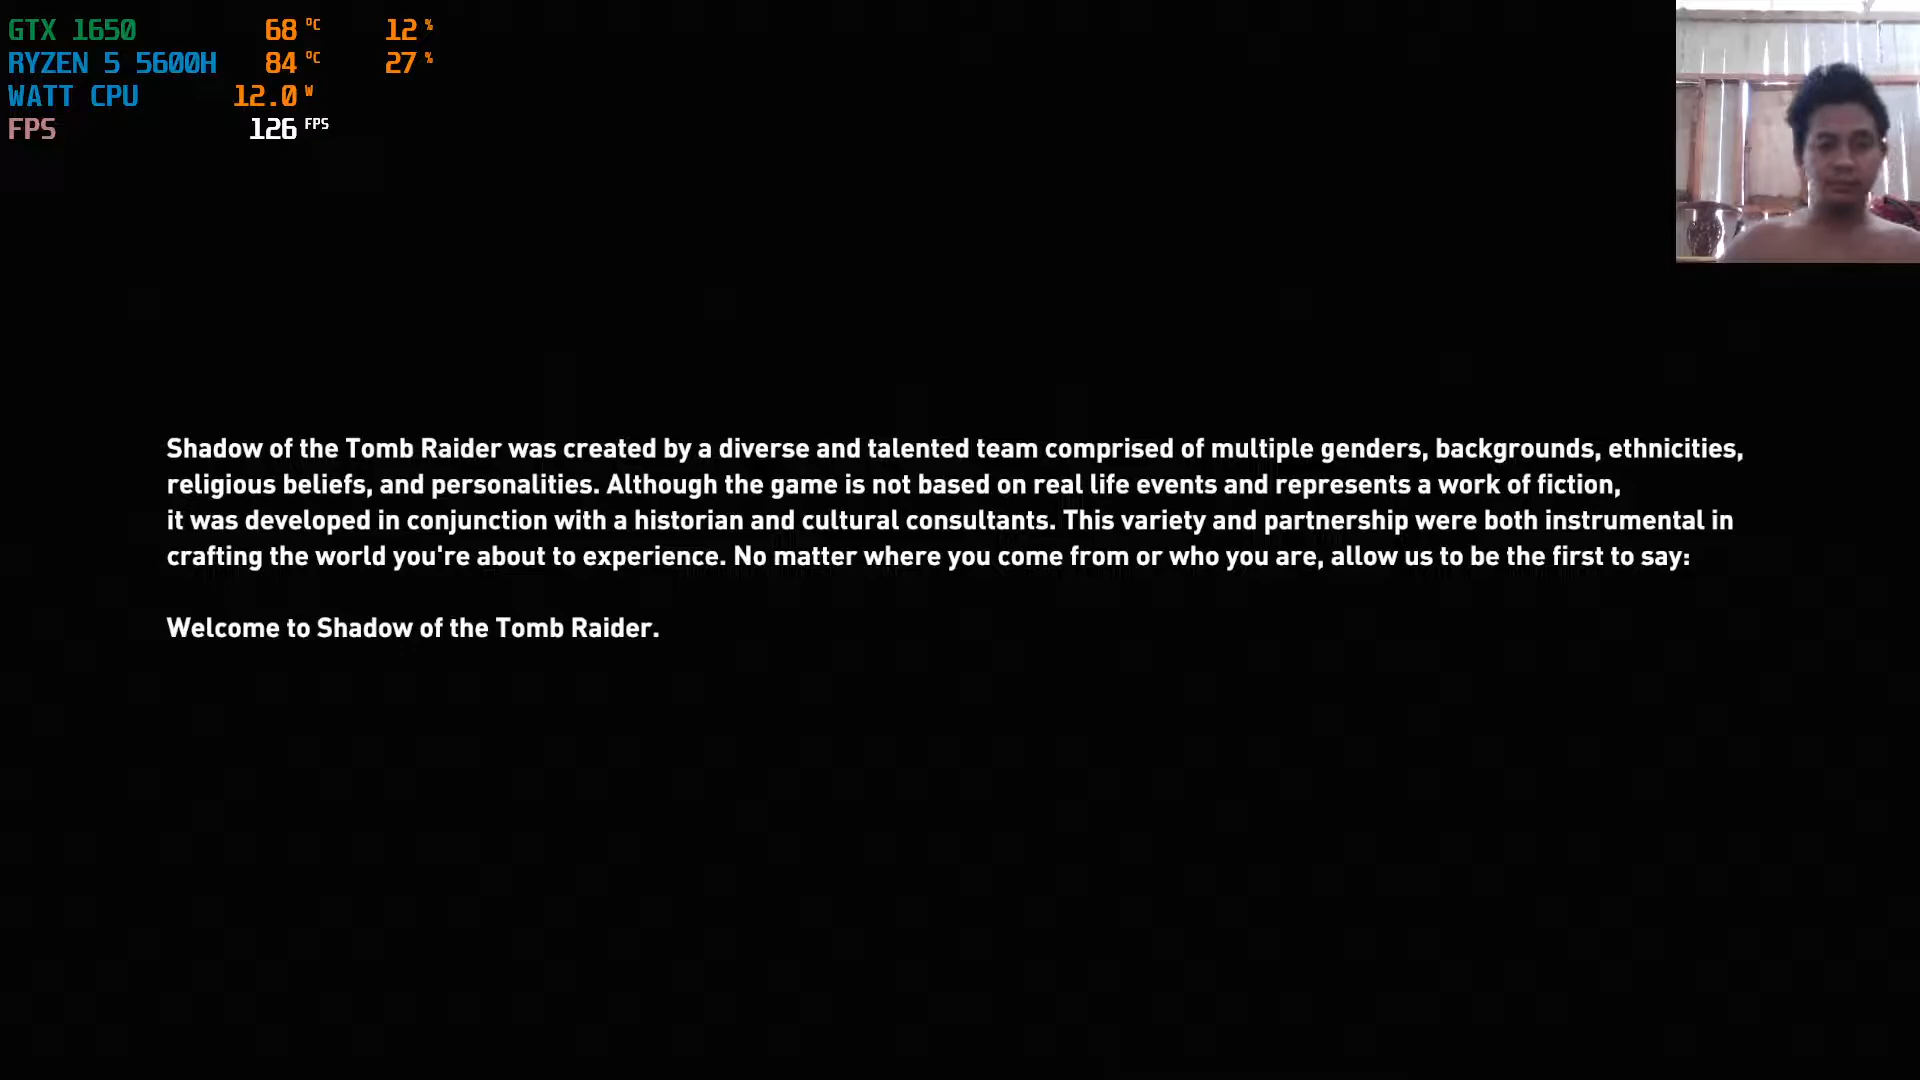 GTX 1650 68 °C 12 %
RYZEN 5 5600H 84 °C 27 %
WATT CPU 12.0 W
FPS 126 FPS
Shadow of the Tomb Raider was created by a diverse and talented team comprised of multiple genders, backgrounds, ethnicities,
religious beliefs, and personalities. Although the game is not based on real life events and represents a work of fiction,
it was developed in conjunction with a historian and cultural consultants. This variety and partnership were both instrumental in
crafting the world you're about to experience. No matter where you come from or who you are, allow us to be the first to say:
Welcome to Shadow of the Tomb Raider.